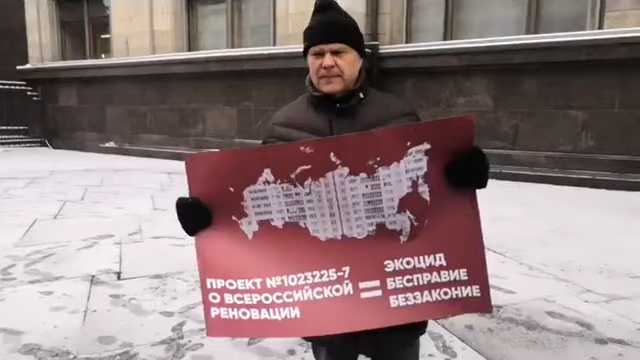 ПРОЕКТ №1023225-7
О ВСЕРОССИЙСКОЙ
РЕНОВАЦИИ
=
ЭКОЦИД
БЕСПРАВИЕ
БЕЗЗАКОНИЕ